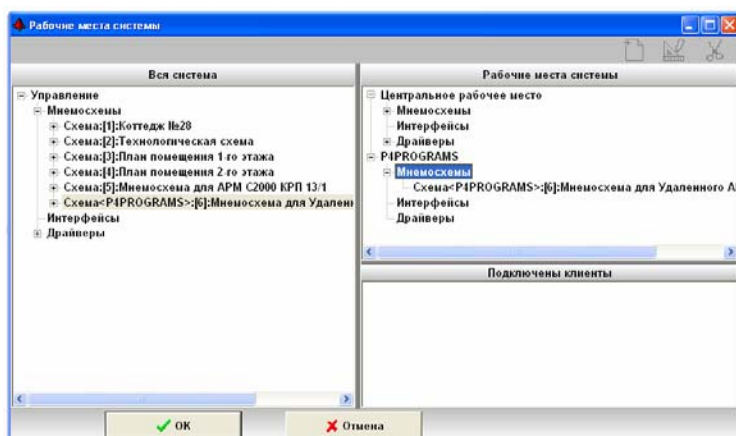 Рабочие места системы
Вся система
Управление
Мнемосхемы
Схема:[1]:Коттедж №28
Схема:[2]:Технологическая схема
Схема:[3]:План помещения 1-го этажа
Схема:[4]:План помещения 2-го этажа
Схема:[5]:Мнемосхема для АРМ С2000 КРП 13/1
Схема<P4PROGRAMS>:[6]:Мнемосхема для Удален
Интерфейсы
Драйверы
Рабочие места системы
Центральное рабочее место
Мнемосхемы
Интерфейсы
Драйверы
P4PROGRAMS
Мнемосхемы
Схема<P4PROGRAMS>:[6]:Мнемосхема для Удаленного А
Интерфейсы
Драйверы
Подключены клиенты
ОК
Отмена